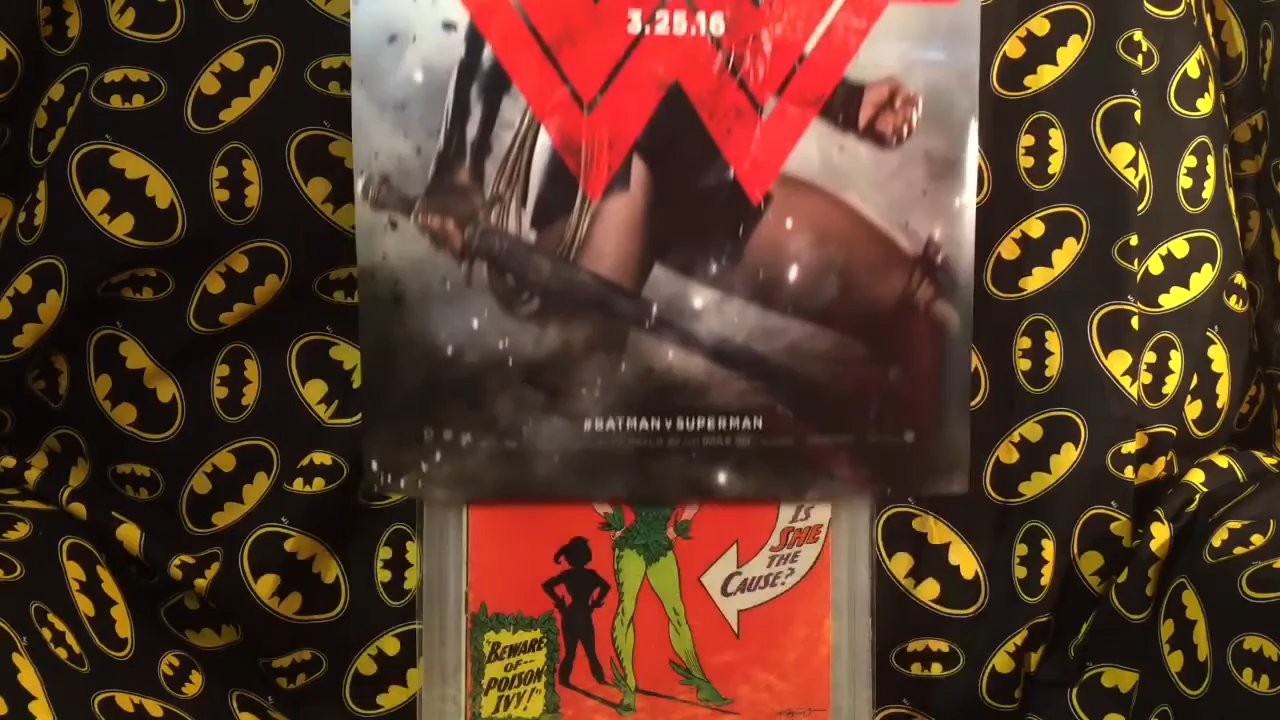 3.25.16
#BATMAN v SUPERMAN
IS
SHE
THE
CAUSE?
"BEWARE
OF--
POISON
IVY!"